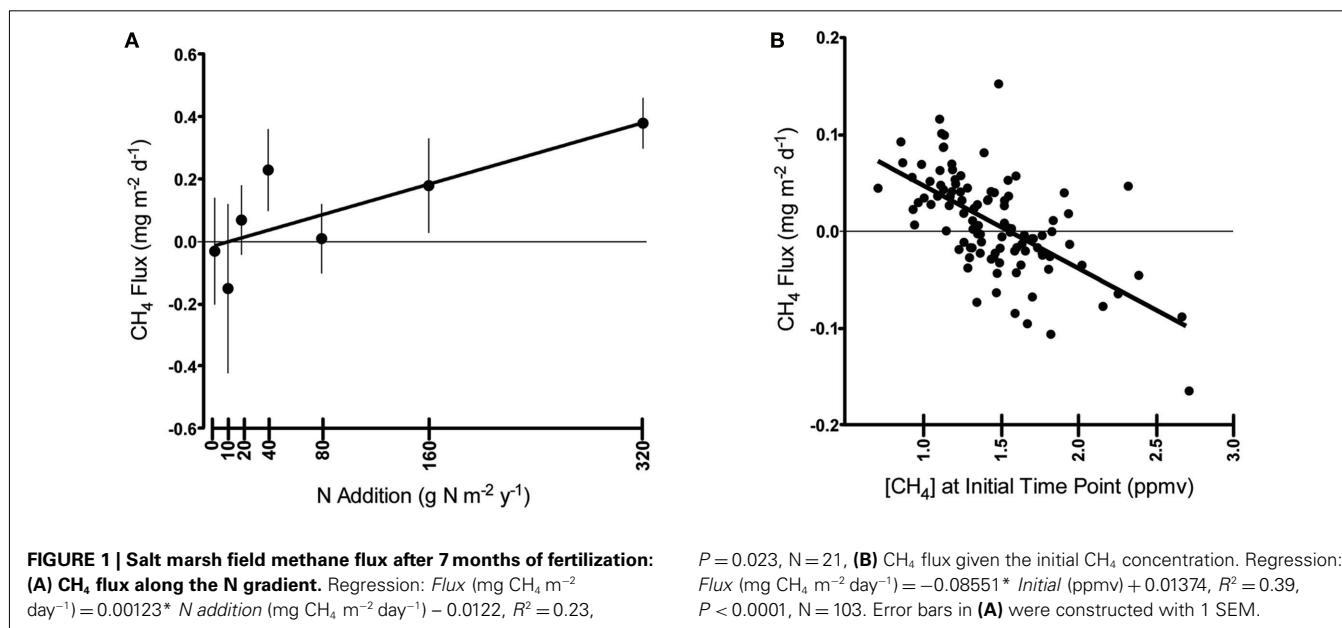 A
0.6
0.4
0.2
0.0
-0.2
-0.4
-0.6
CH₄ Flux (mg m⁻² d⁻¹)
0 10 20 40 80 160 320
N Addition (g N m⁻² y⁻¹)
B
0.2
0.1
0.0
-0.1
-0.2
CH₄ Flux (mg m⁻² d⁻¹)
1.0 1.5 2.0 2.5 3.0
[CH₄] at Initial Time Point (ppmv)
FIGURE 1 | Salt marsh field methane flux after 7 months of fertilization:
(A) CH₄ flux along the N gradient. Regression: Flux (mg CH₄ m⁻²
day⁻¹) = 0.00123* N addition (mg CH₄ m⁻² day⁻¹) – 0.0122, R² = 0.23,
P = 0.023, N = 21, (B) CH₄ flux given the initial CH₄ concentration. Regression:
Flux (mg CH₄ m⁻² day⁻¹) = –0.08551* Initial (ppmv) + 0.01374, R² = 0.39,
P < 0.0001, N = 103. Error bars in (A) were constructed with 1 SEM.